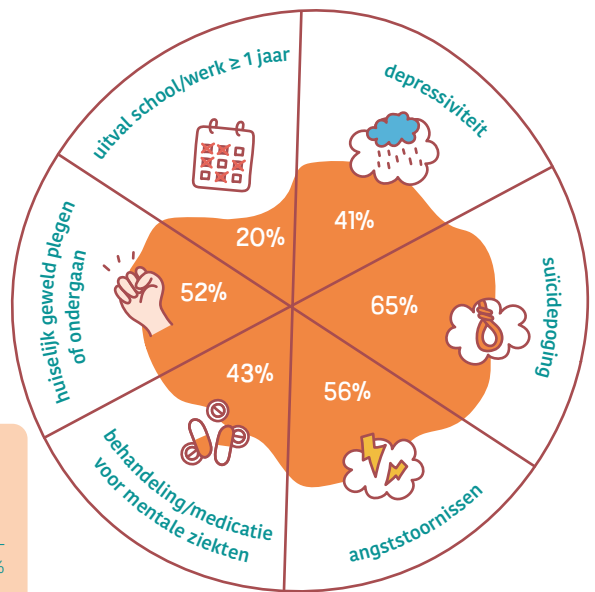 uitval school/werk ≥ 1 jaar
20%
depressiviteit
41%
suïcidepoging
65%
angststoornissen
56%
behandeling/medicatie
voor mentale ziekten
43%
huiselijk geweld plegen
of ondergaan
52%
%